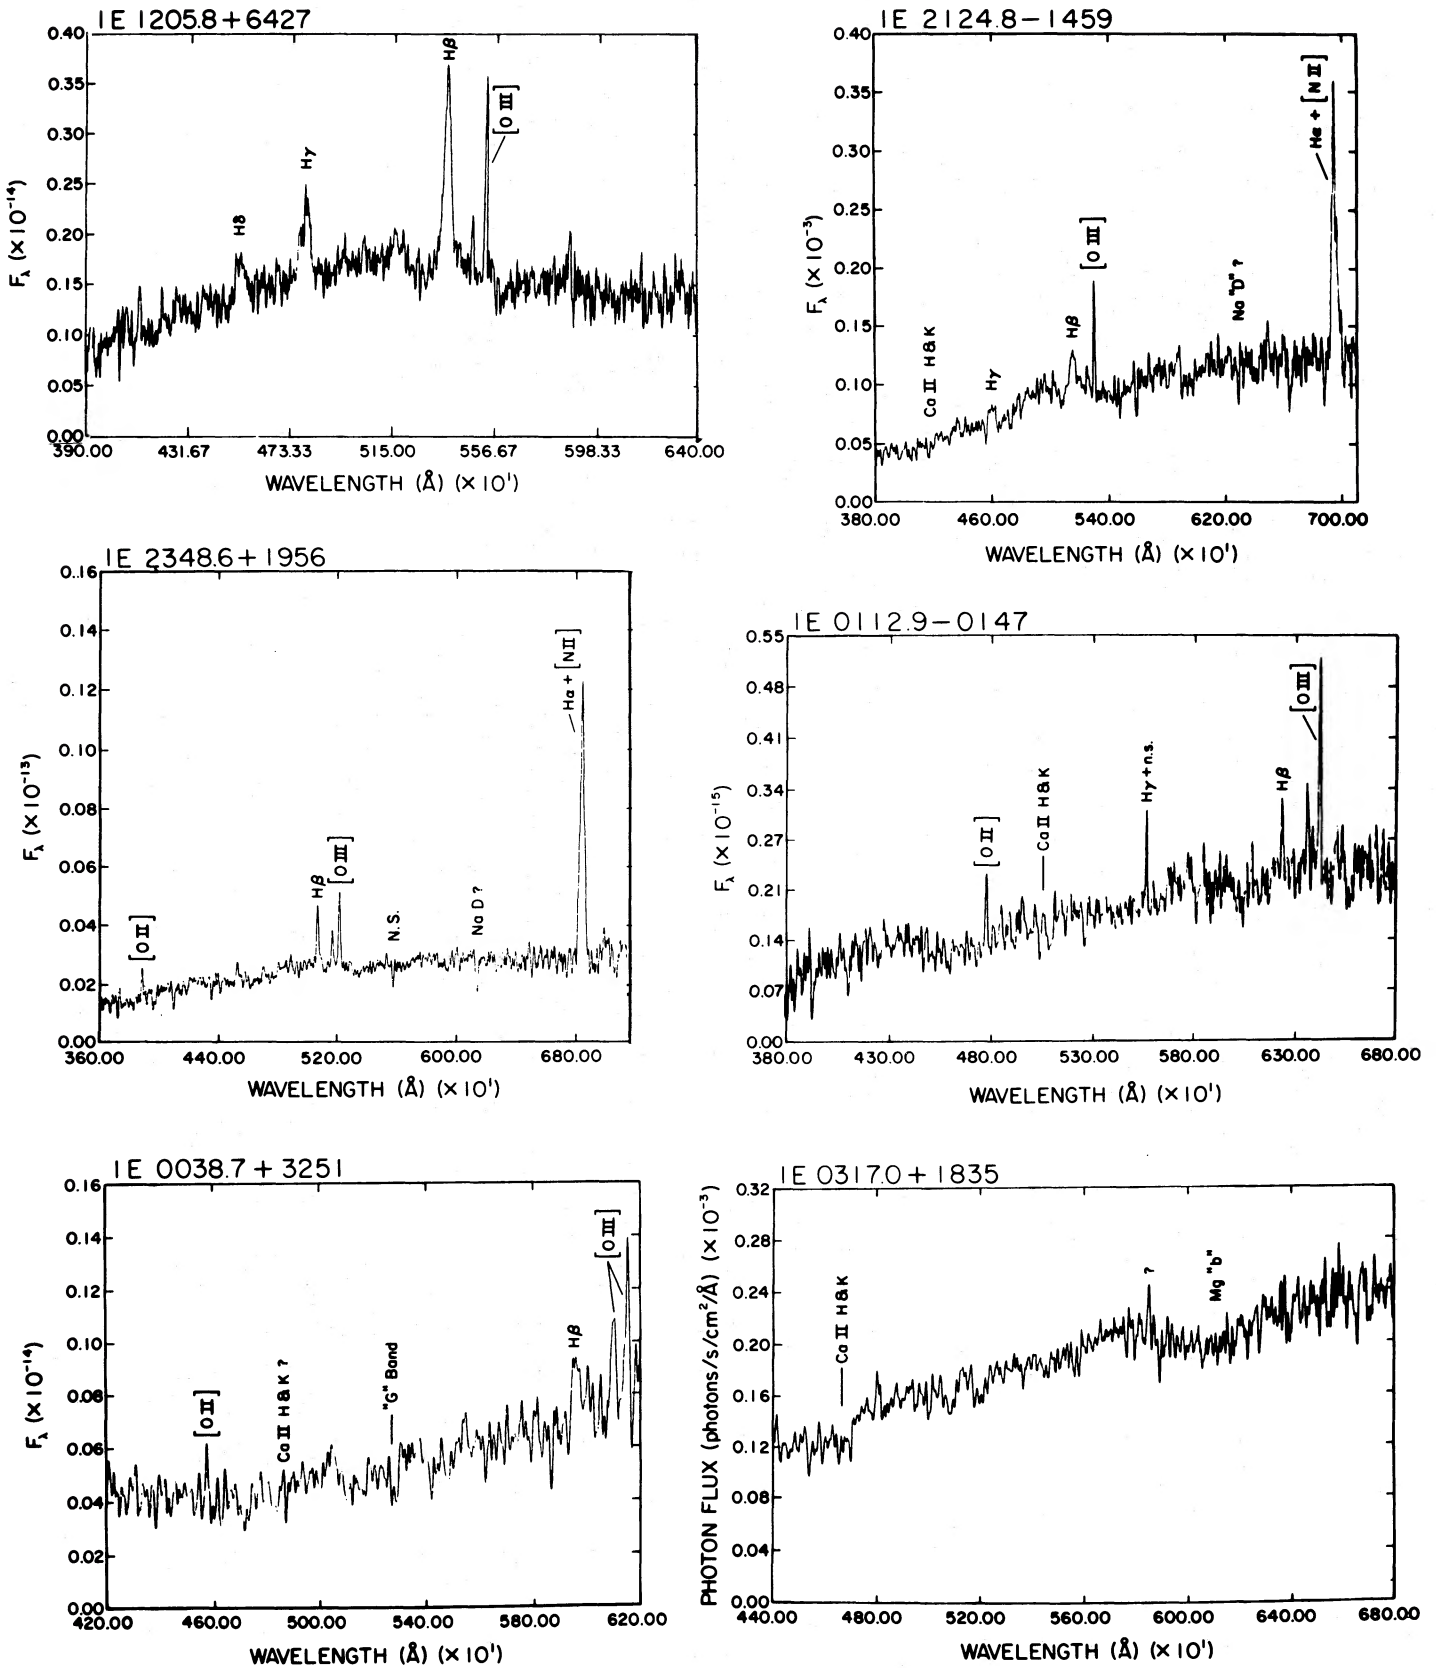 1E 1205.8+6427
0.40
0.35
0.30
0.25
0.20
0.15
0.10
0.05
0.00
Hδ
Hγ
Hβ
[O III]
F_λ (×10⁻¹⁴)
390.00 431.67 473.33 515.00 556.67 598.33 640.00
WAVELENGTH (Å) (×10¹)
1E 2124.8−1459
0.40
0.35
0.30
0.25
0.20
0.15
0.10
0.05
0.00
Ca II H&K
Hγ
Hβ
[O III]
Na "D" ?
Hα + [N II]
F_λ (×10⁻³)
380.00 460.00 540.00 620.00 700.00
WAVELENGTH (Å) (×10¹)
1E 2348.6+1956
0.16
0.14
0.12
0.10
0.08
0.06
0.04
0.02
0.00
[O II]
Hβ
[O III]
N.S.
Na D ?
Hα + [N II]
F_λ (×10⁻¹³)
360.00 440.00 520.00 600.00 680.00
WAVELENGTH (Å) (×10¹)
1E 0112.9−0147
0.55
0.48
0.41
0.34
0.27
0.21
0.14
0.07
0.00
[O II]
Ca II H&K
Hγ+n.s.
Hβ
[O III]
F_λ (×10⁻¹⁵)
380.00 430.00 480.00 530.00 580.00 630.00 680.00
WAVELENGTH (Å) (×10¹)
1E 0038.7+3251
0.16
0.14
0.12
0.10
0.08
0.06
0.04
0.02
0.00
[O II]
Ca II H&K ?
"G" Band
Hβ
[O III]
F_λ (×10⁻¹⁴)
420.00 460.00 500.00 540.00 580.00 620.00
WAVELENGTH (Å) (×10¹)
1E 0317.0+1835
0.32
0.28
0.24
0.20
0.16
0.12
0.08
0.04
0.00
Ca II H&K
?
Mg "b"
PHOTON FLUX (photons/s/cm²/Å) (×10⁻³)
440.00 480.00 520.00 560.00 600.00 640.00 680.00
WAVELENGTH (Å) (×10¹)